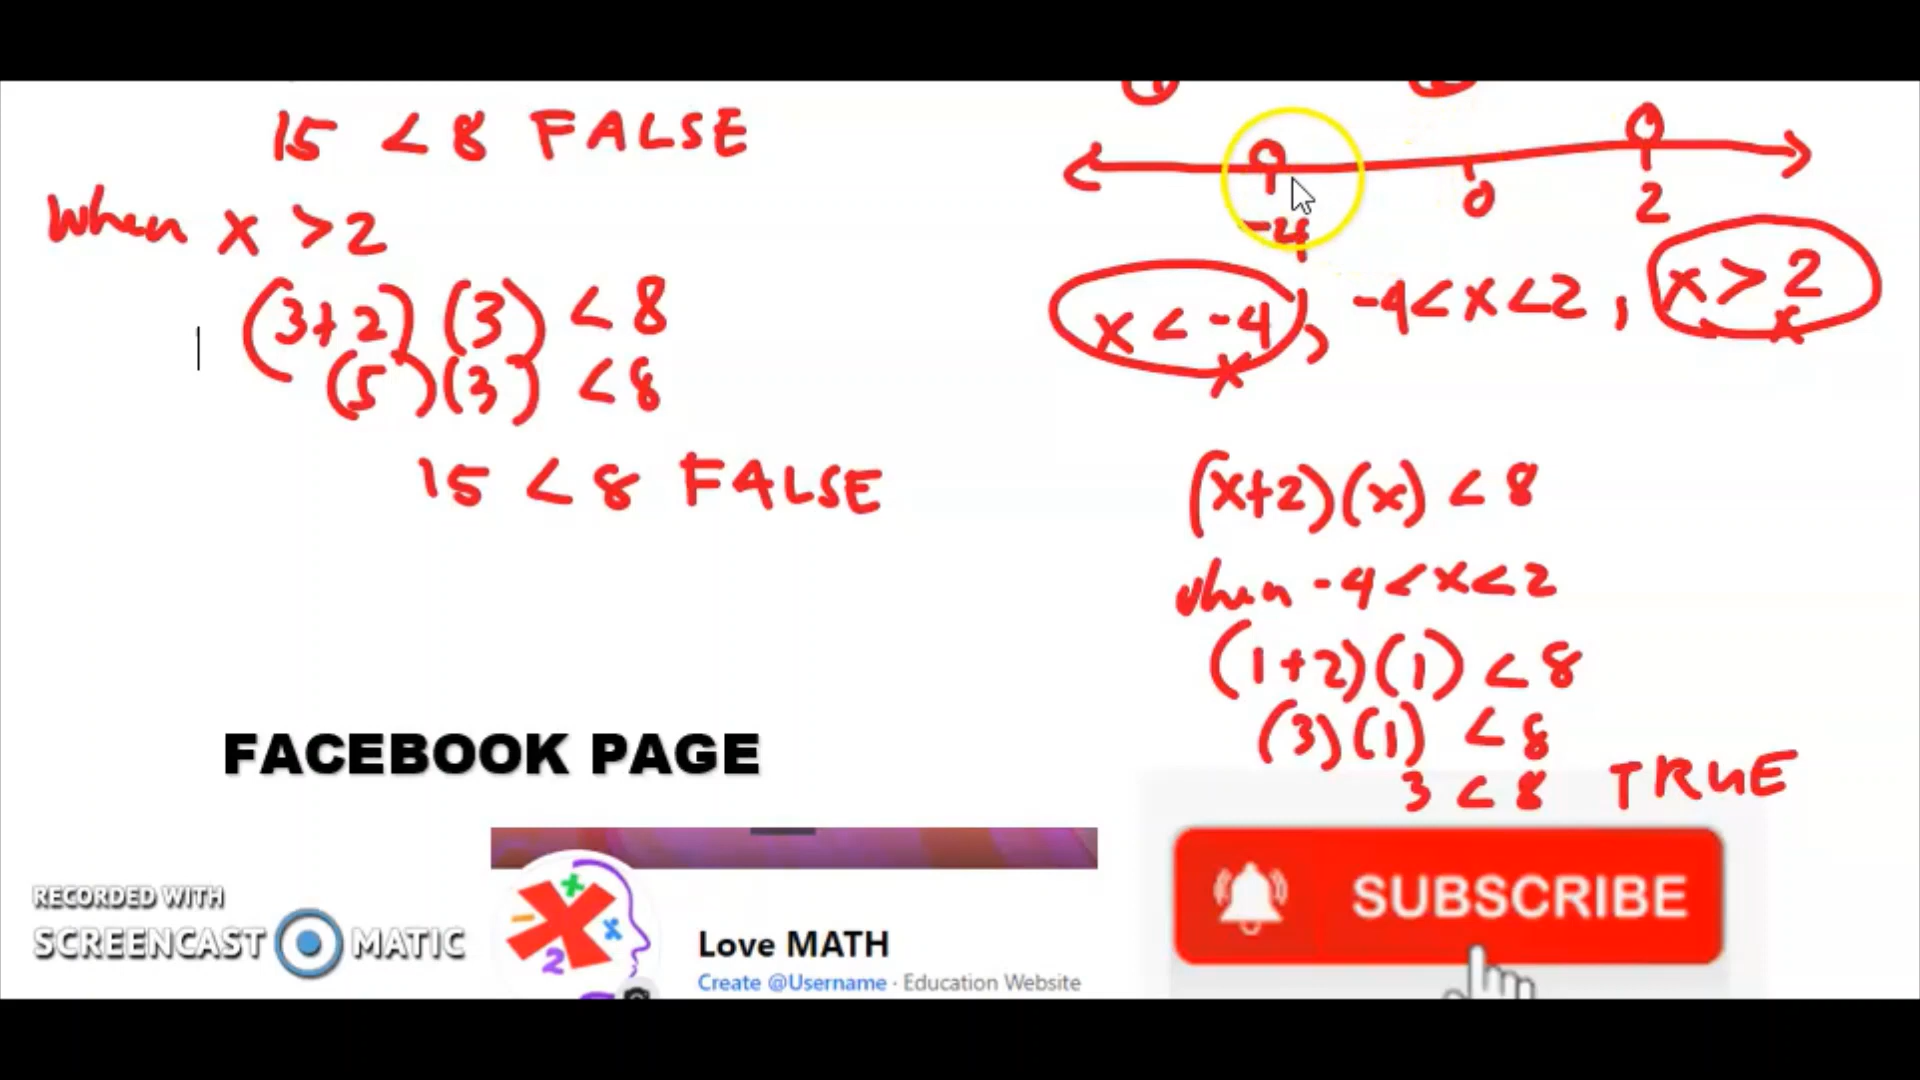 15 < 8 FALSE
when x > 2
(3+2)(3) < 8
(5)(3) < 8
15 < 8 FALSE
-4
0
2
x < -4, -4 < x < 2, x > 2
x
x
(x+2)(x) < 8
when -4 < x < 2
(1+2)(1) < 8
(3)(1) < 8
3 < 8 TRUE
FACEBOOK PAGE
Love MATH
Create @Username · Education Website
SUBSCRIBE
RECORDED WITH
SCREENCAST MATIC